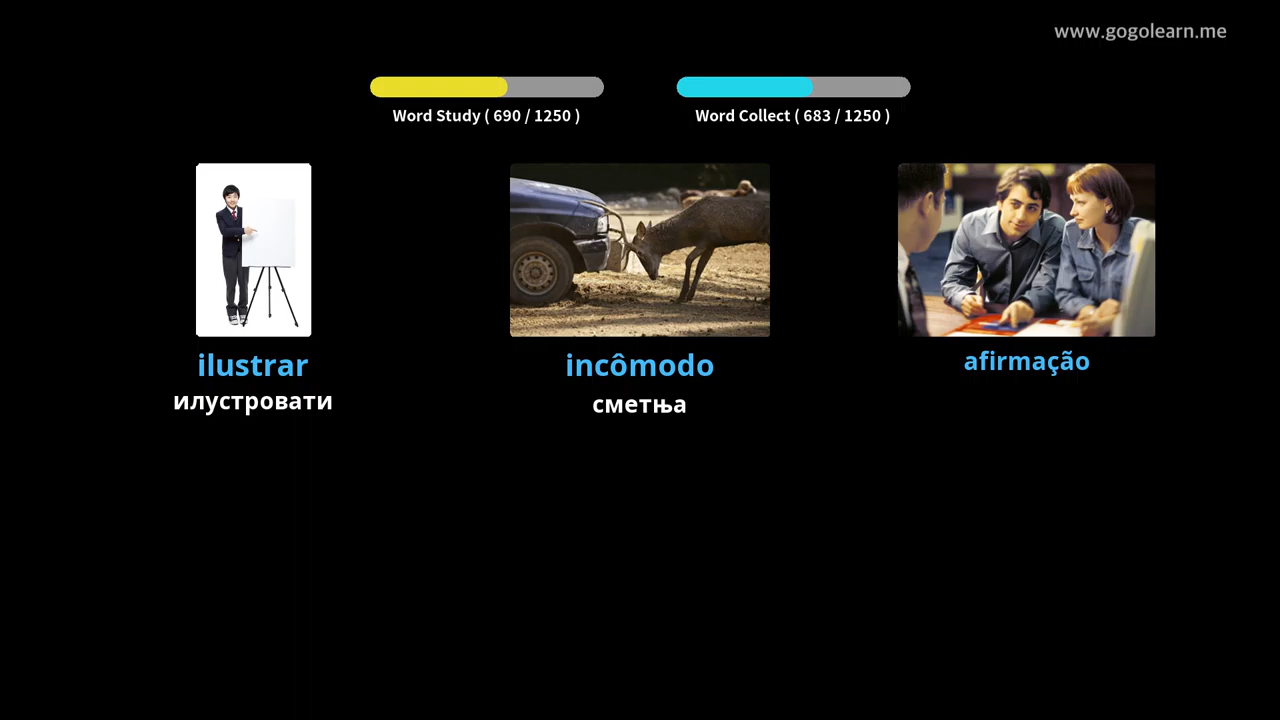 www.gogolearn.me
Word Study ( 690 / 1250 )
Word Collect ( 683 / 1250 )
ilustrar
илустровати
incômodo
сметња
afirmação